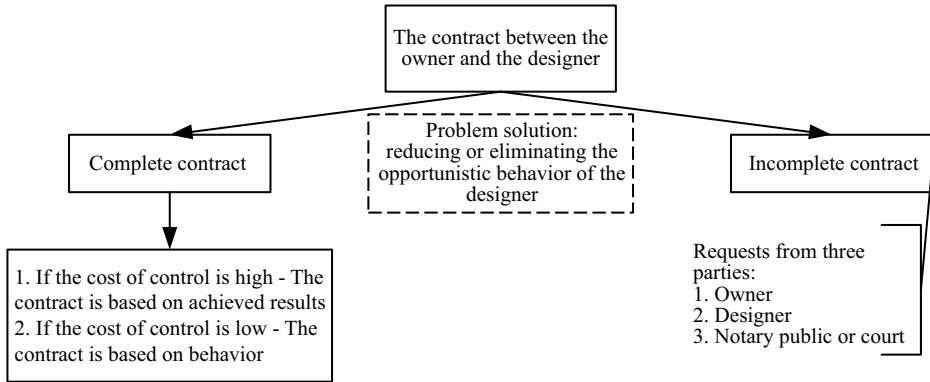 The contract between the
owner and the designer
Problem solution:
reducing or eliminating the
opportunistic behavior of the
designer
Complete contract
Incomplete contract
1. If the cost of control is high - The
contract is based on achieved results
2. If the cost of control is low - The
contract is based on behavior
Requests from three
parties:
1. Owner
2. Designer
3. Notary public or court